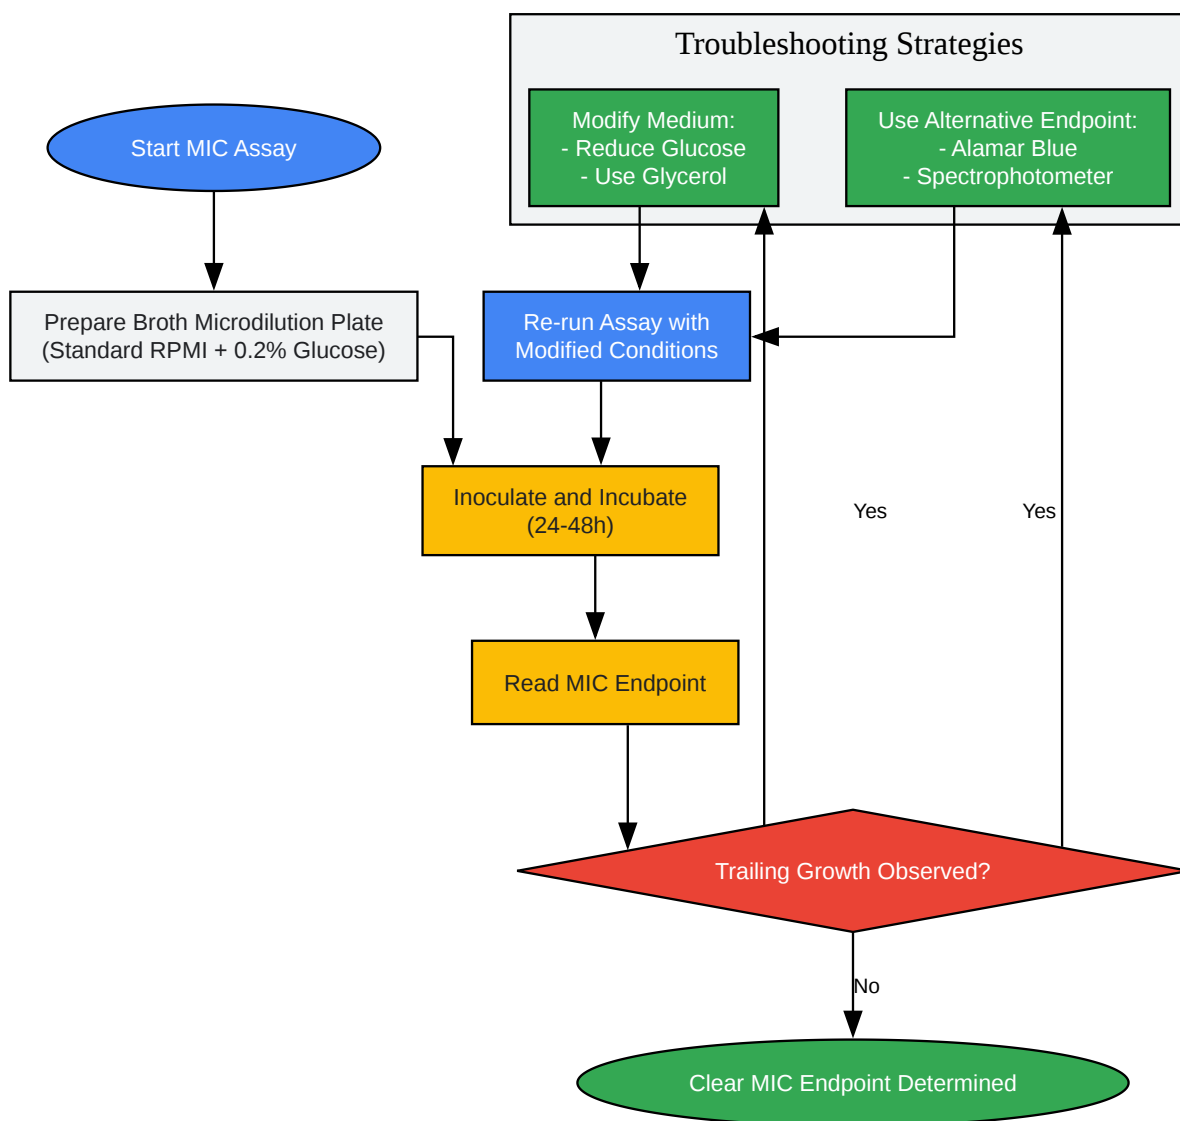 Troubleshooting Strategies
Start MIC Assay
Modify Medium:
- Reduce Glucose
- Use Glycerol
Use Alternative Endpoint:
- Alamar Blue
- Spectrophotometer
Prepare Broth Microdilution Plate
(Standard RPMI + 0.2% Glucose)
Re-run Assay with
Modified Conditions
Inoculate and Incubate
(24-48h)
Yes
Yes
Read MIC Endpoint
Trailing Growth Observed?
No
Clear MIC Endpoint Determined